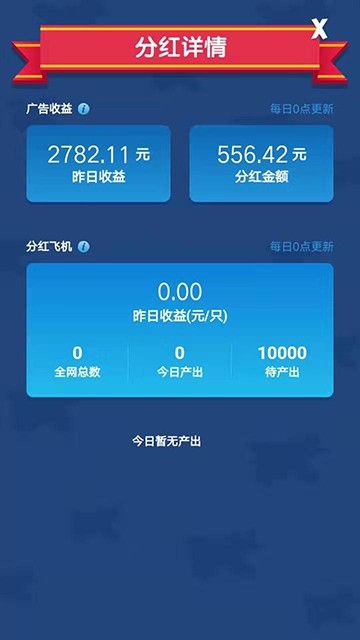 分红详情
X
广告收益 i 每日0点更新
2782.11 元 556.42 元
昨日收益 分红金额
分红飞机 i 每日0点更新
0.00
昨日收益(元/只)
0 0 10000
全网总数 今日产出 待产出
今日暂无产出